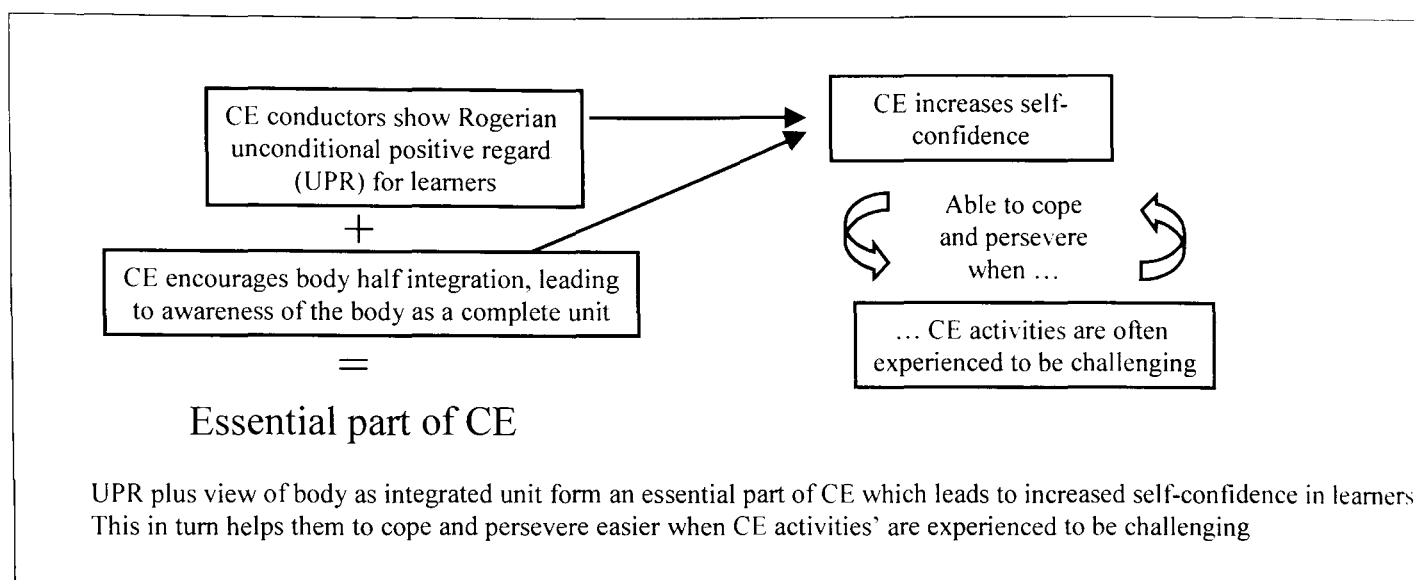 CE conductors show Rogerian
unconditional positive regard
(UPR) for learners
+
CE encourages body half integration, leading
to awareness of the body as a complete unit
=
Essential part of CE
CE increases self-
confidence
Able to cope
and persevere
when ...
... CE activities are often
experienced to be challenging
UPR plus view of body as integrated unit form an essential part of CE which leads to increased self-confidence in learners
This in turn helps them to cope and persevere easier when CE activities' are experienced to be challenging